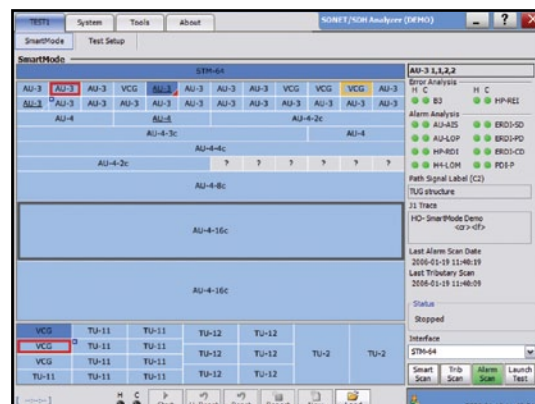 TEST1 System Tools About SONET/SDH Analyzer (DEMO) ?
SmartMode Test Setup
SmartMode
STM-64
AU-3 AU-3 AU-3 VCG AU-3 AU-3 AU-3 AU-3 VCG VCG VCG AU-3
AU-3 AU-3 AU-3 AU-3 AU-3 AU-3 AU-3 AU-3 AU-3 AU-3 AU-3 AU-3
AU-4 AU-4 AU-4-2c
AU-4-3c AU-4
AU-4-4c
AU-4-2c ? ? ? ? ? ?
AU-4-8c
AU-4-16c
AU-4-16c
VCG TU-11 TU-11 TU-12 TU-12 TU-2 TU-2
VCG TU-11 TU-11 TU-12 TU-12
VCG TU-11 TU-11 TU-12 TU-12
TU-11 TU-11 TU-11 TU-12 TU-12
AU-3 1,1,2,2
Error Analysis
H C H C
B3 HP-REI
Alarm Analysis
AU-AIS ERDI-SD
AU-LOP ERDI-PD
HP-RDI ERDI-CD
H4-LOM PDI-P
Path Signal Label (C2)
TUG structure
J1 Trace
HO- SmartMode Demo
<cr><lf>
Last Alarm Scan Date
2006-01-19 11:40:19
Last Tributary Scan
2006-01-19 11:40:09
Status
Stopped
Interface
STM-64
Smart Scan Trib Scan Alarm Scan Launch Test
[ --:--:-- ] H C